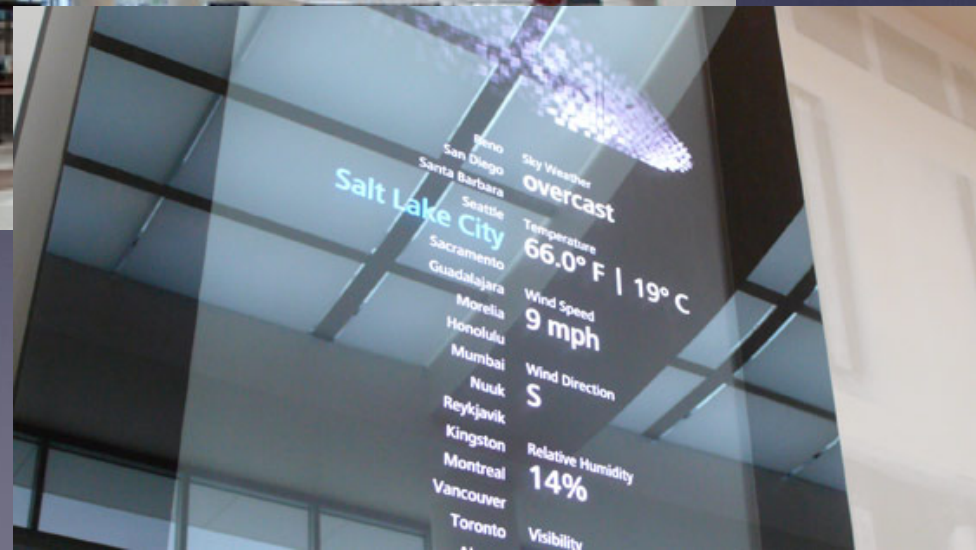 Reno
San Diego
Santa Barbara
Seattle
Salt Lake City
Sacramento
Guadalajara
Morelia
Honolulu
Mumbai
Nuuk
Reykjavik
Kingston
Montreal
Vancouver
Toronto
Sky Weather
overcast
Temperature
66.0° F | 19° C
Wind Speed
9 mph
Wind Direction
S
Relative Humidity
14%
Visibility